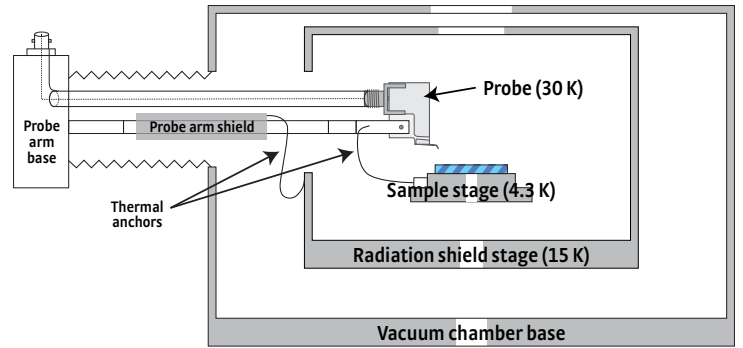 Probe (30 K)
Probe
arm
base
Probe arm shield
Thermal
anchors
Sample stage (4.3 K)
Radiation shield stage (15 K)
Vacuum chamber base